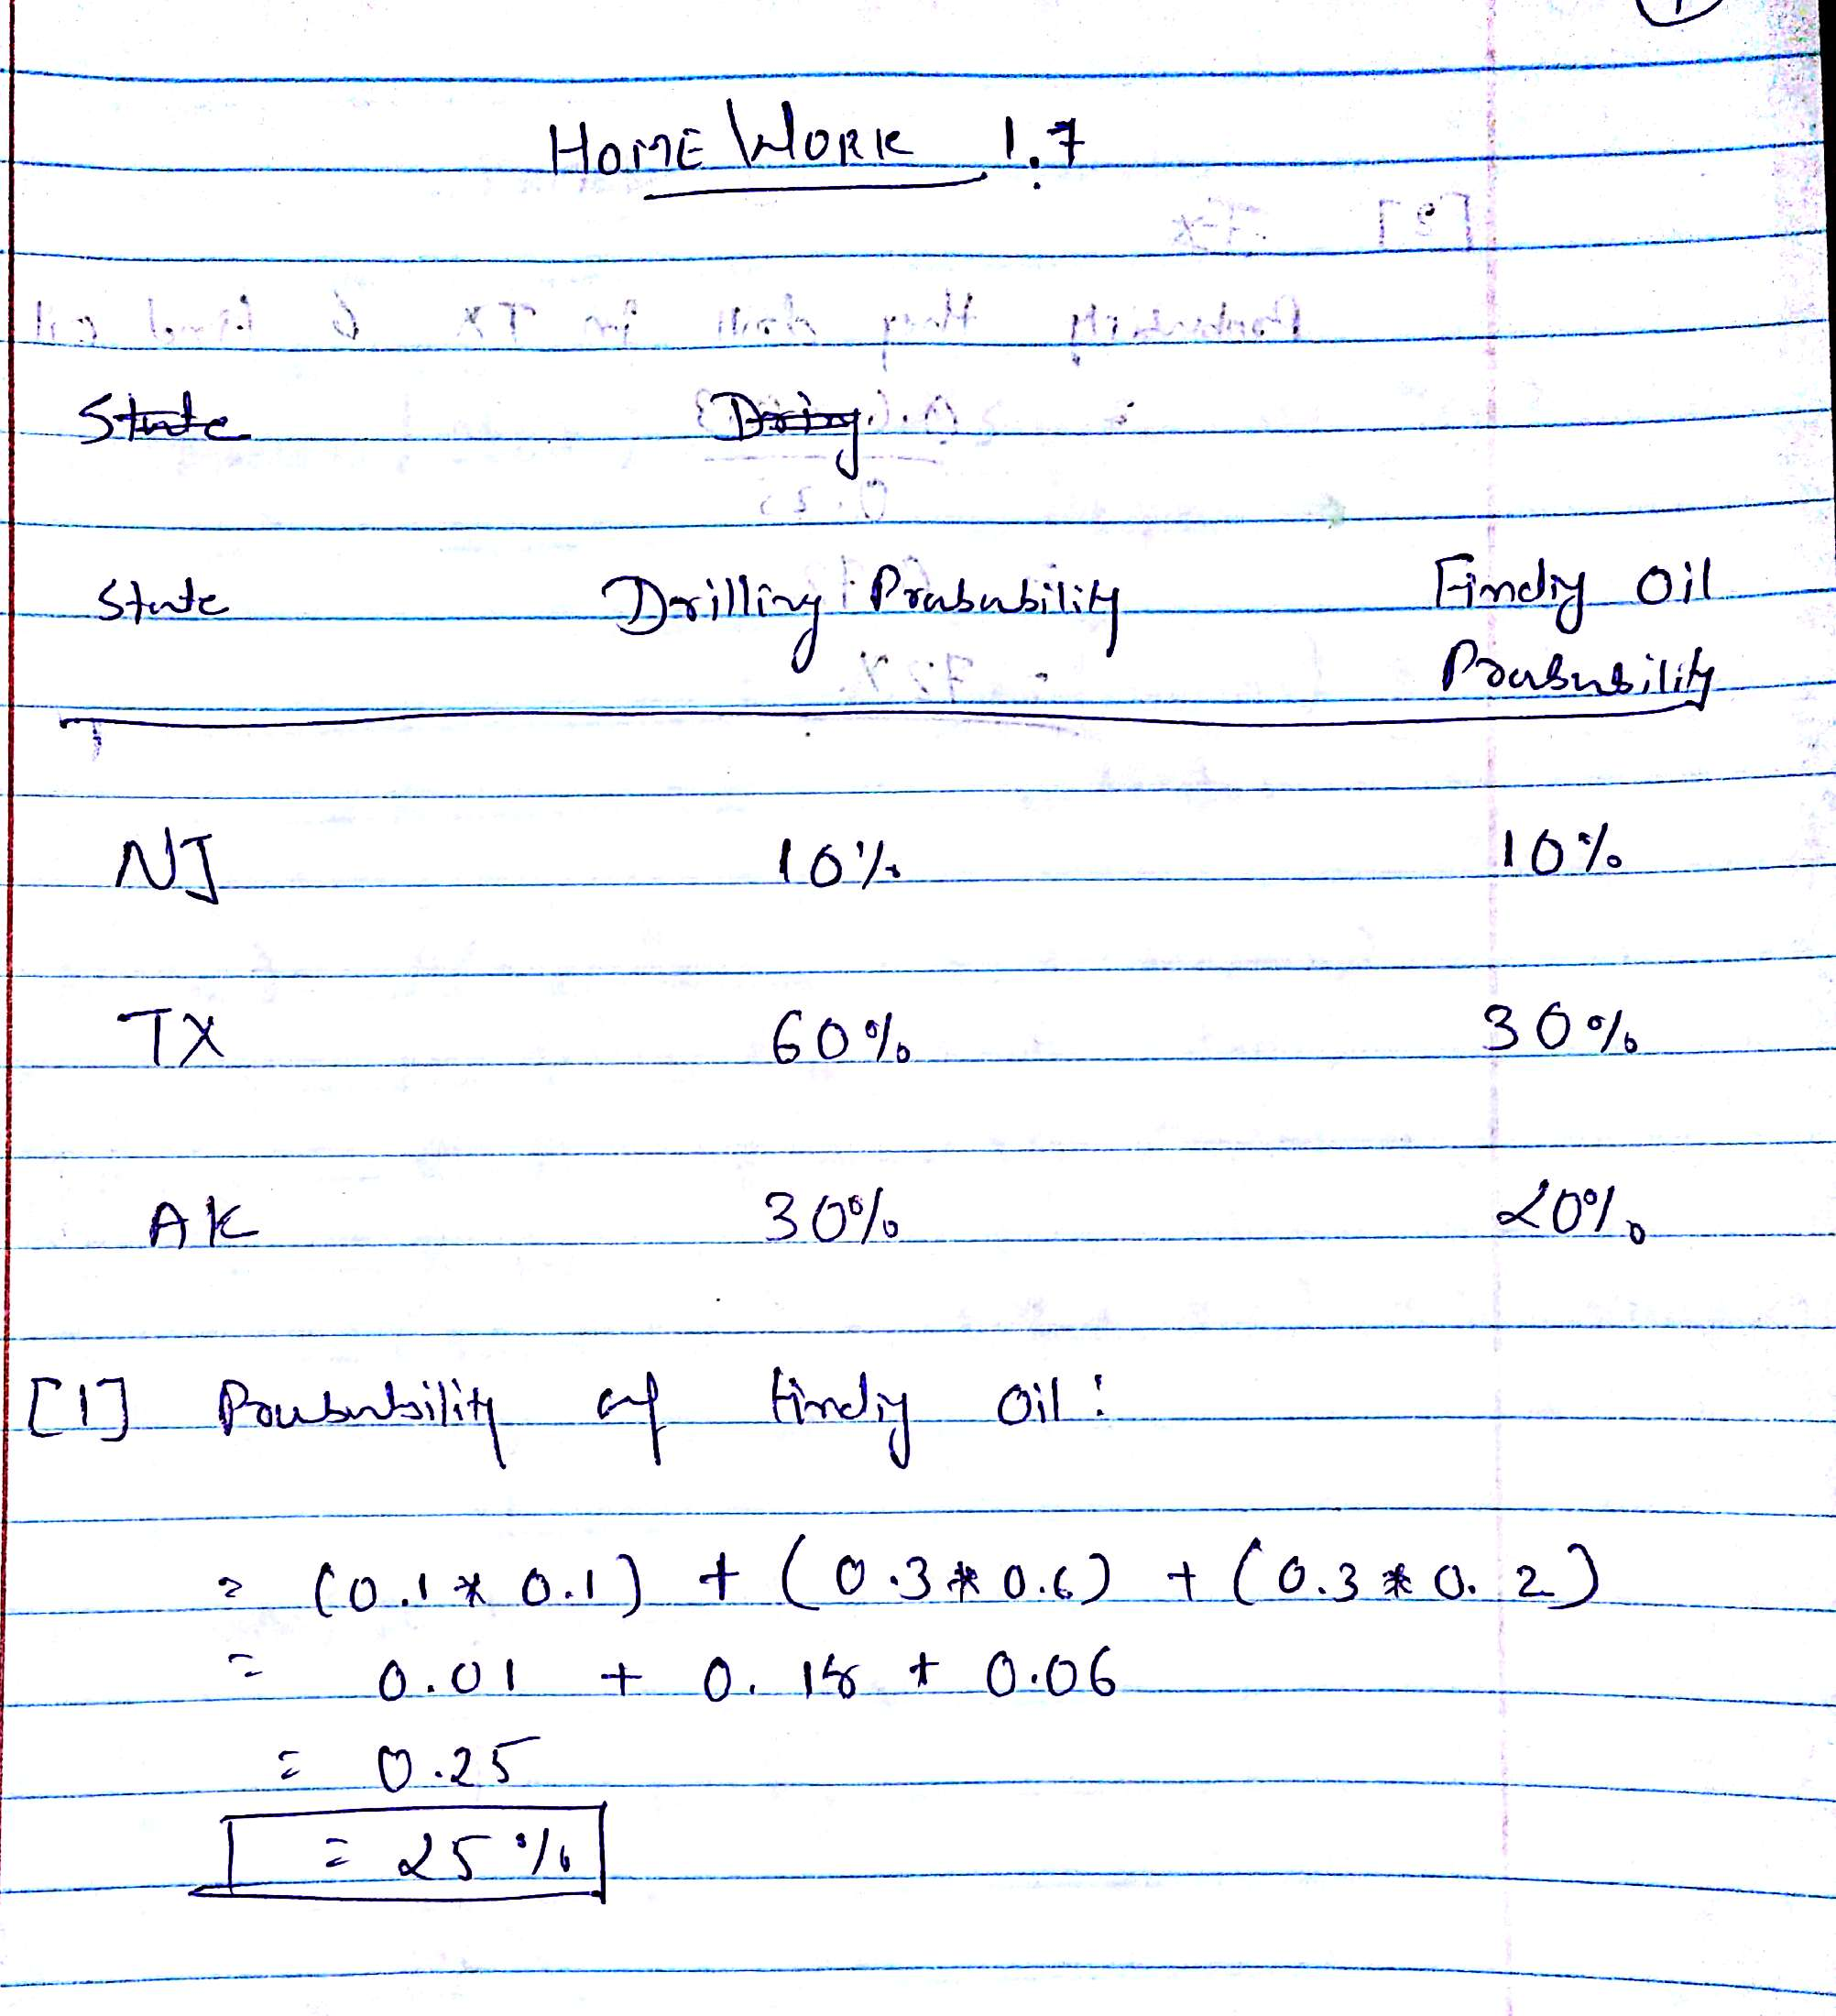 HOME WORK 1.7
State Doing
State Drilling Probability Finding Oil
Probability
NJ 10% 10%
TX 60% 30%
AK 30% 20%
[1] Probability of finding Oil:
= (0.1 * 0.1) + (0.3 * 0.6) + (0.3 * 0.2)
= 0.01 + 0.18 + 0.06
= 0.25
= 25%